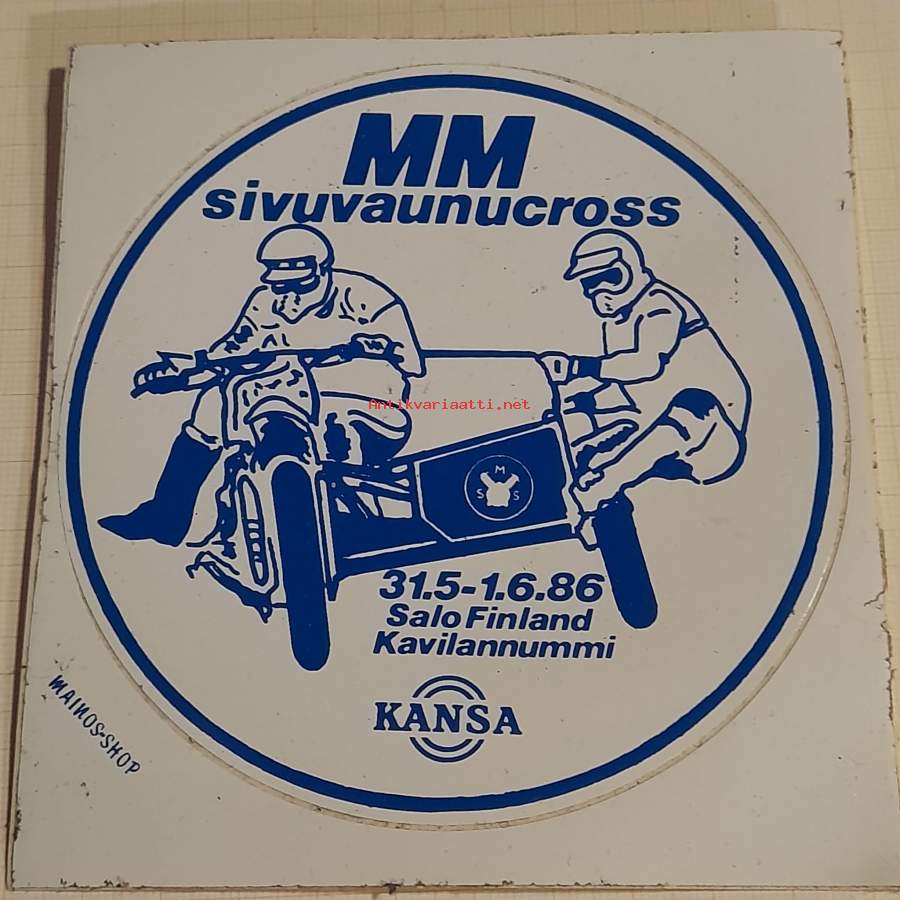 MM
sivuvaunucross
Antikvariaatti.net
M
S S
31.5-1.6.86
Salo Finland
Kavilannummi
KANSA
MAINOS-SHOP